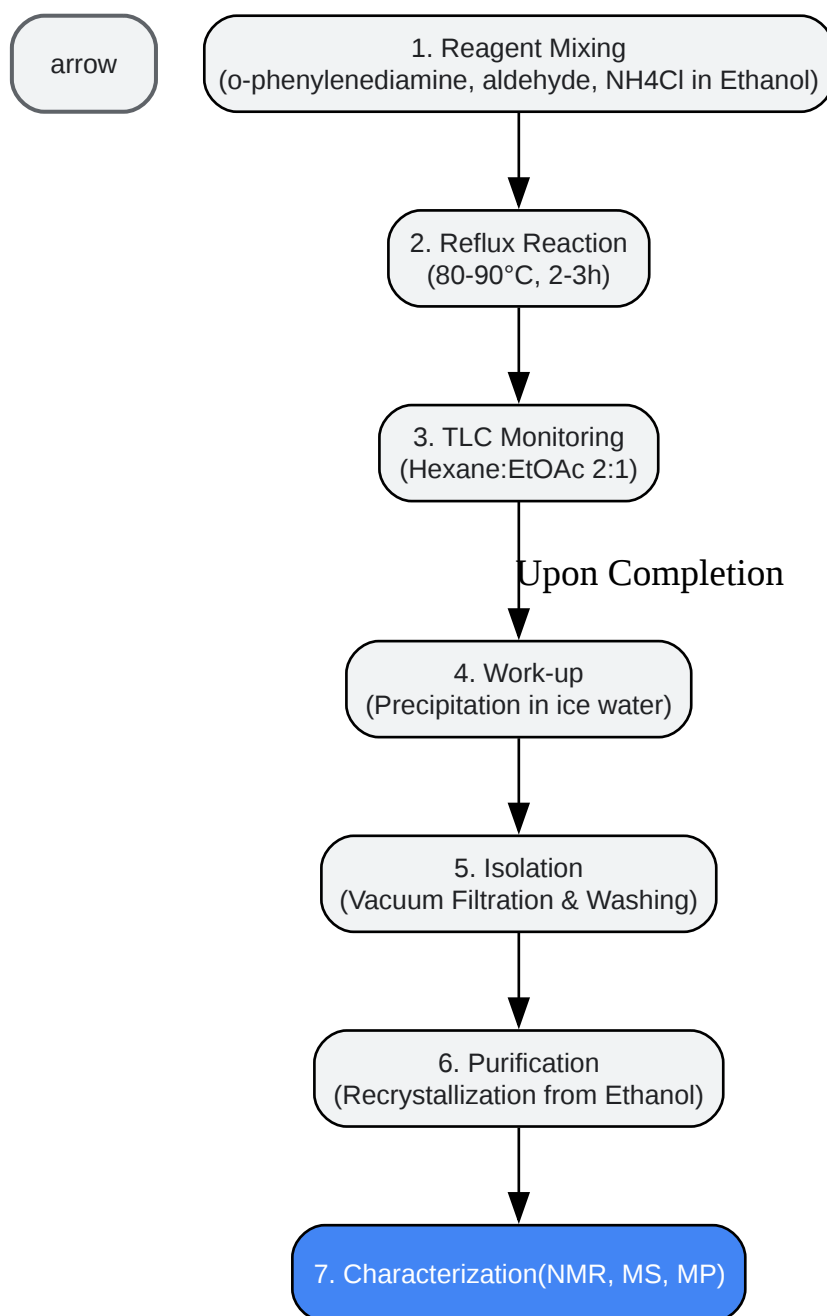 arrow
1. Reagent Mixing
(o-phenylenediamine, aldehyde, NH4Cl in Ethanol)
2. Reflux Reaction
(80-90°C, 2-3h)
3. TLC Monitoring
(Hexane:EtOAc 2:1)
Upon Completion
4. Work-up
(Precipitation in ice water)
5. Isolation
(Vacuum Filtration & Washing)
6. Purification
(Recrystallization from Ethanol)
7. Characterization(NMR, MS, MP)